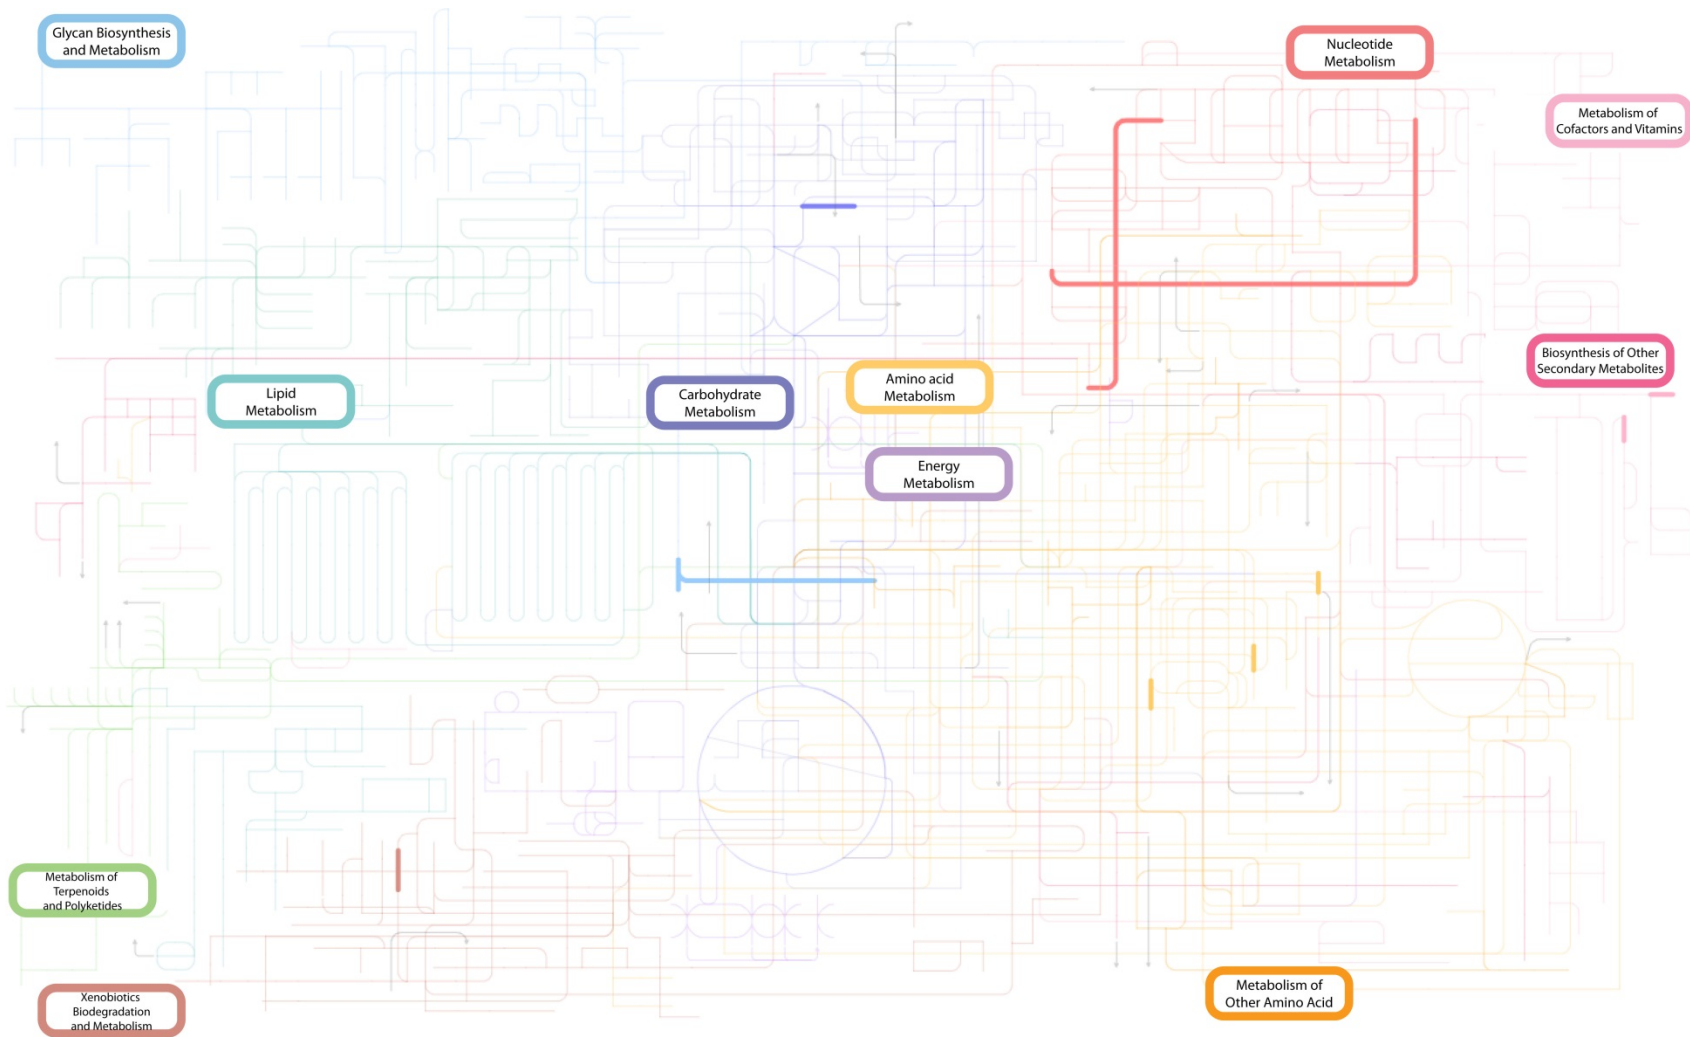 Glycan Biosynthesis
and Metabolism
Nucleotide
Metabolism
Metabolism of
Cofactors and Vitamins
Biosynthesis of Other
Secondary Metabolites
Lipid
Metabolism
Carbohydrate
Metabolism
Amino acid
Metabolism
Energy
Metabolism
Metabolism of
Terpenoids
and Polyketides
Xenobiotics
Biodegradation
and Metabolism
Metabolism of
Other Amino Acid